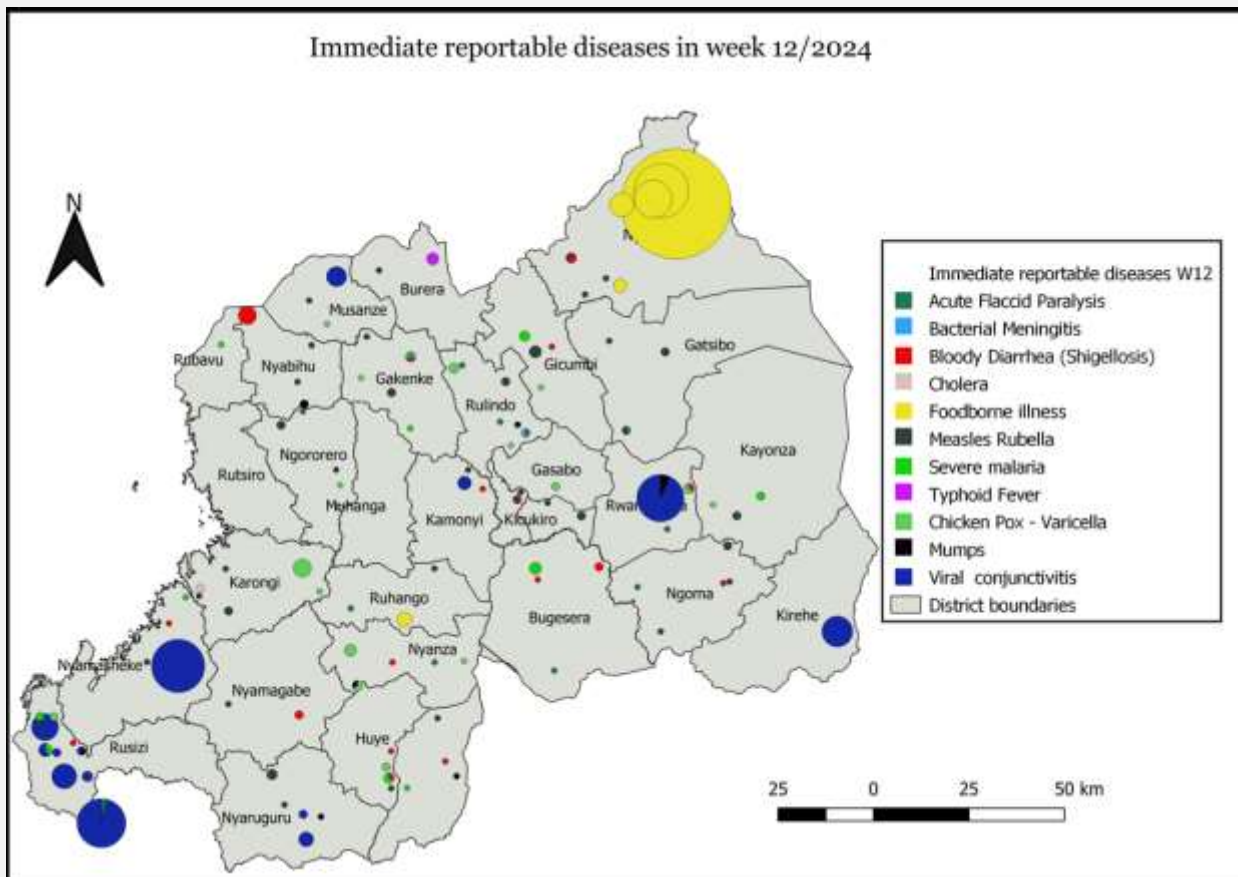 Immediate reportable diseases in week 12/2024
N
Burera
Musanze
Rubavu
Nyabihu
Gakenke
Gicumbi
Gatsibo
Rulindo
Rutsiro
Ngororero
Muhanga
Kamonyi
Gasabo
Kicukiro
Kayonza
Karongi
Ruhango
Bugesera
Ngoma
Kirehe
Nyamasheke
Nyanza
Nyamagabe
Huye
Rusizi
Nyaruguru
Immediate reportable diseases W12
Acute Flaccid Paralysis
Bacterial Meningitis
Bloody Diarrhea (Shigellosis)
Cholera
Foodborne illness
Measles Rubella
Severe malaria
Typhoid Fever
Chicken Pox - Varicella
Mumps
Viral conjunctivitis
District boundaries
25 0 25 50 km